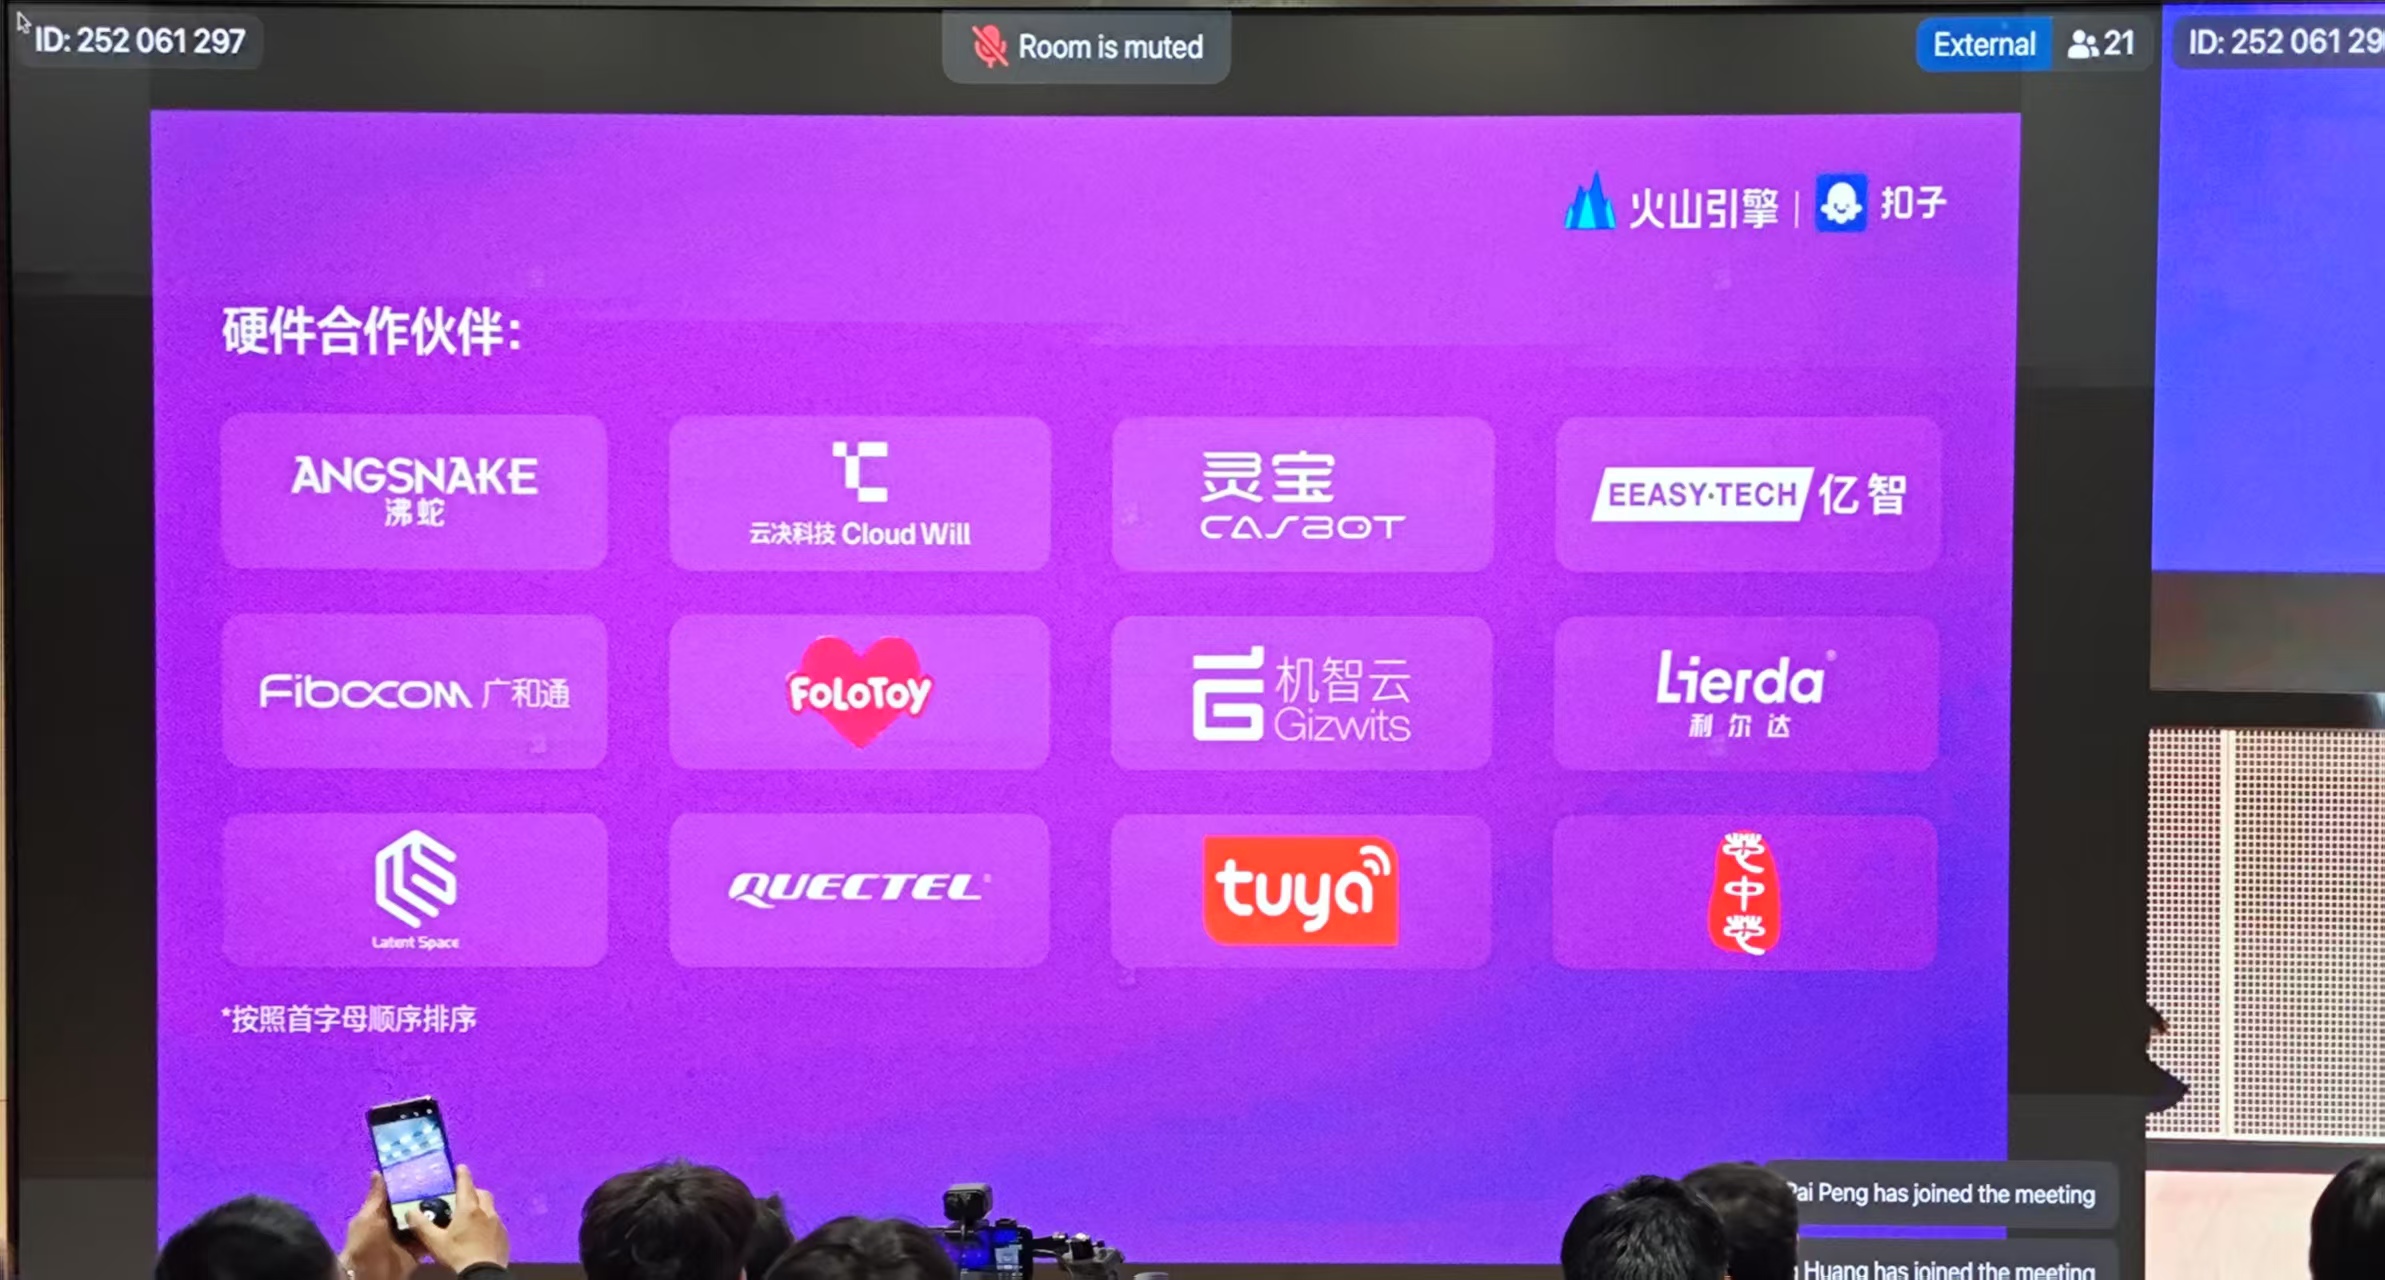 ID: 252 061 297
Room is muted
External
21
ID: 252 061 29
火山引擎
扣子
硬件合作伙伴:
ANGSNAKE
沸蛇
云决科技 Cloud Will
灵宝
CASBOT
EEASY·TECH 亿智
Fibocom 广和通
FOLOTOY
机智云
Gizwits
Lierda®
利尔达
Latent Space
QUECTEL
tuya
中
*按照首字母顺序排序
Pai Peng has joined the meeting
Huang has joined the meeting